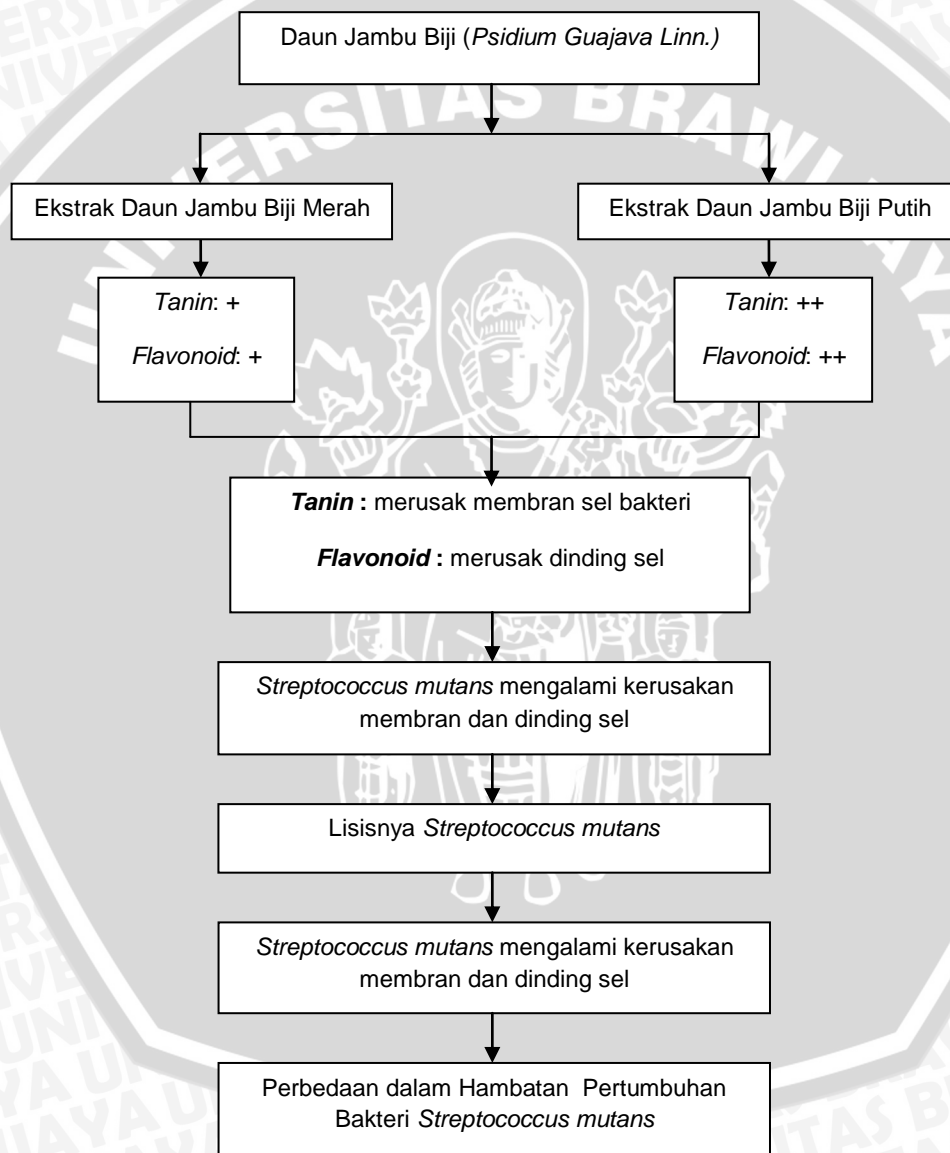 Daun Jambu Biji (Psidium Guajava Linn.)
UNIVERSITAS BRAWIJAYA
Ekstrak Daun Jambu Biji Merah
Ekstrak Daun Jambu Biji Putih
Tanin: +
Flavonoid: +
Tanin: ++
Flavonoid: ++
Tanin : merusak membran sel bakteri
Flavonoid : merusak dinding sel
Streptococcus mutans mengalami kerusakan
membran dan dinding sel
Lisisnya Streptococcus mutans
Streptococcus mutans mengalami kerusakan
membran dan dinding sel
Perbedaan dalam Hambatan  Pertumbuhan
Bakteri Streptococcus mutans